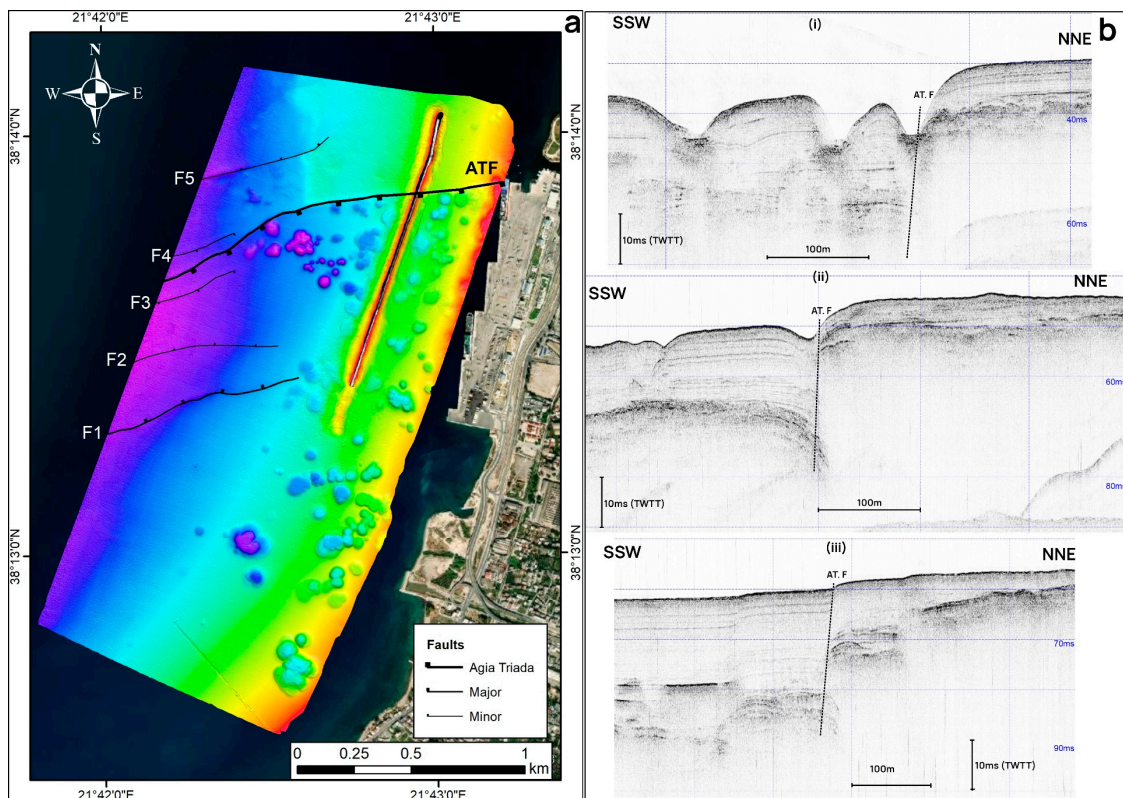 a
21°42'0"E
21°43'0"E
N
W
E
S
38°14'0"N
38°14'0"N
ATF
F5
F4
F3
F2
F1
38°13'0"N
38°13'0"N
Faults
Agia Triada
Major
Minor
0
0.25
0.5
1
km
21°42'0"E
21°43'0"E
b
SSW
(i)
NNE
AT. F
40ms
10ms (TWTT)
100m
60ms
SSW
(ii)
NNE
AT. F
60ms
10ms (TWTT)
100m
80ms
SSW
(iii)
NNE
AT. F
70ms
100m
10ms (TWTT)
90ms